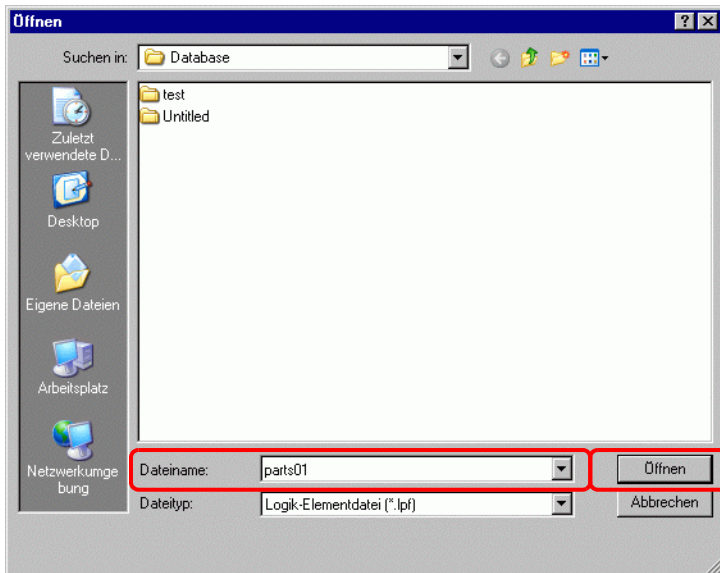 Öffnen
Suchen in: Database
test
Untitled
Zuletzt
verwendete D...
Desktop
Eigene Dateien
Arbeitsplatz
Netzwerkumge
bung
Dateiname: parts01 Öffnen
Dateityp: Logik-Elementdatei (*.lpf) Abbrechen